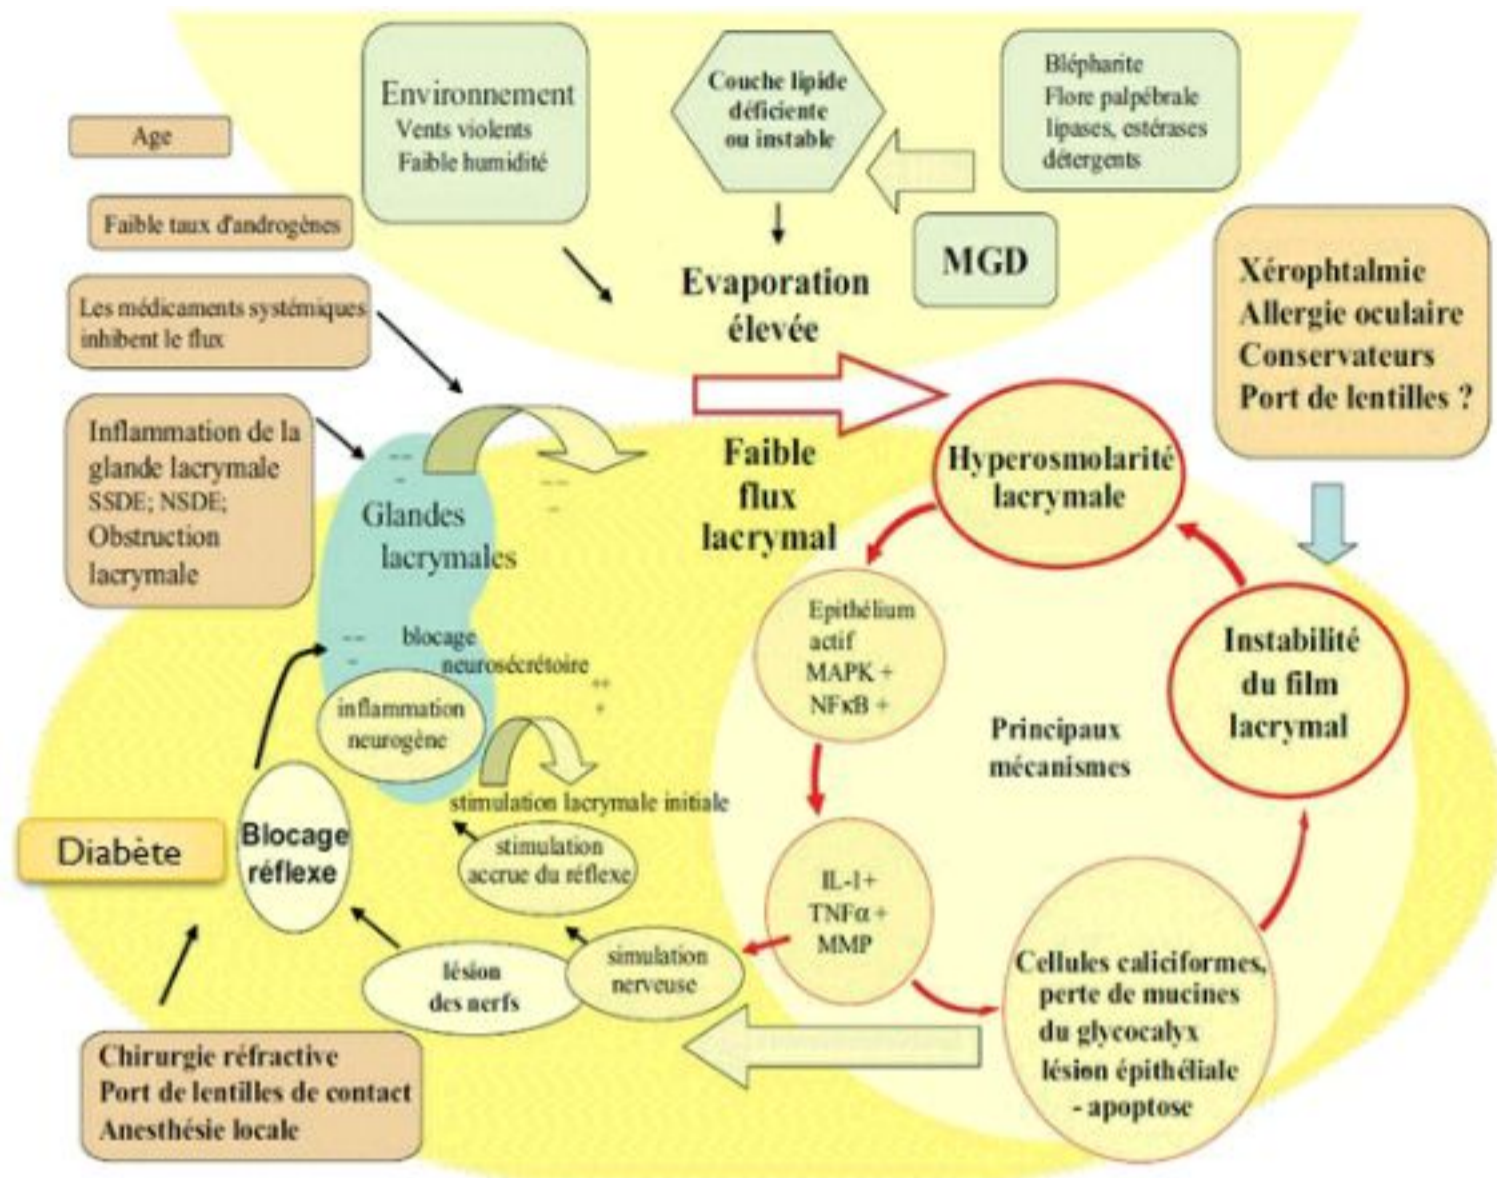 Environnement
Vents violents
Faible humidité
Couche lipide
déficiente
ou instable
Blépharite
Flore palpébrale
lipases, estérases
détergents
MGD
Age
Faible taux d'androgènes
Les médicaments systémiques
inhibent le flux
Inflammation de la
glande lacrymale
SSDE; NSDE;
Obstruction
lacrymale
Evaporation
élevée
Xérophtalmie
Allergie oculaire
Conservateurs
Port de lentilles ?
Faible
flux
lacrymal
Hyperosmolarité
lacrymale
-- 
-
Glandes
lacrymales
--
-
Epithélium
actif
MAPK +
NFκB +
Instabilité
du film
lacrymal
Principaux
mécanismes
--
-
blocage
neurosécrétoire
++
+
inflammation
neurogène
stimulation lacrymale initiale
stimulation
accrue du réflexe
Diabète
Blocage
réflexe
IL-1+
TNFα +
MMP
lésion
des nerfs
simulation
nerveuse
Cellules caliciformes,
perte de mucines
du glycocalyx
lésion épithéliale
- apoptose
Chirurgie réfractive
Port de lentilles de contact
Anesthésie locale